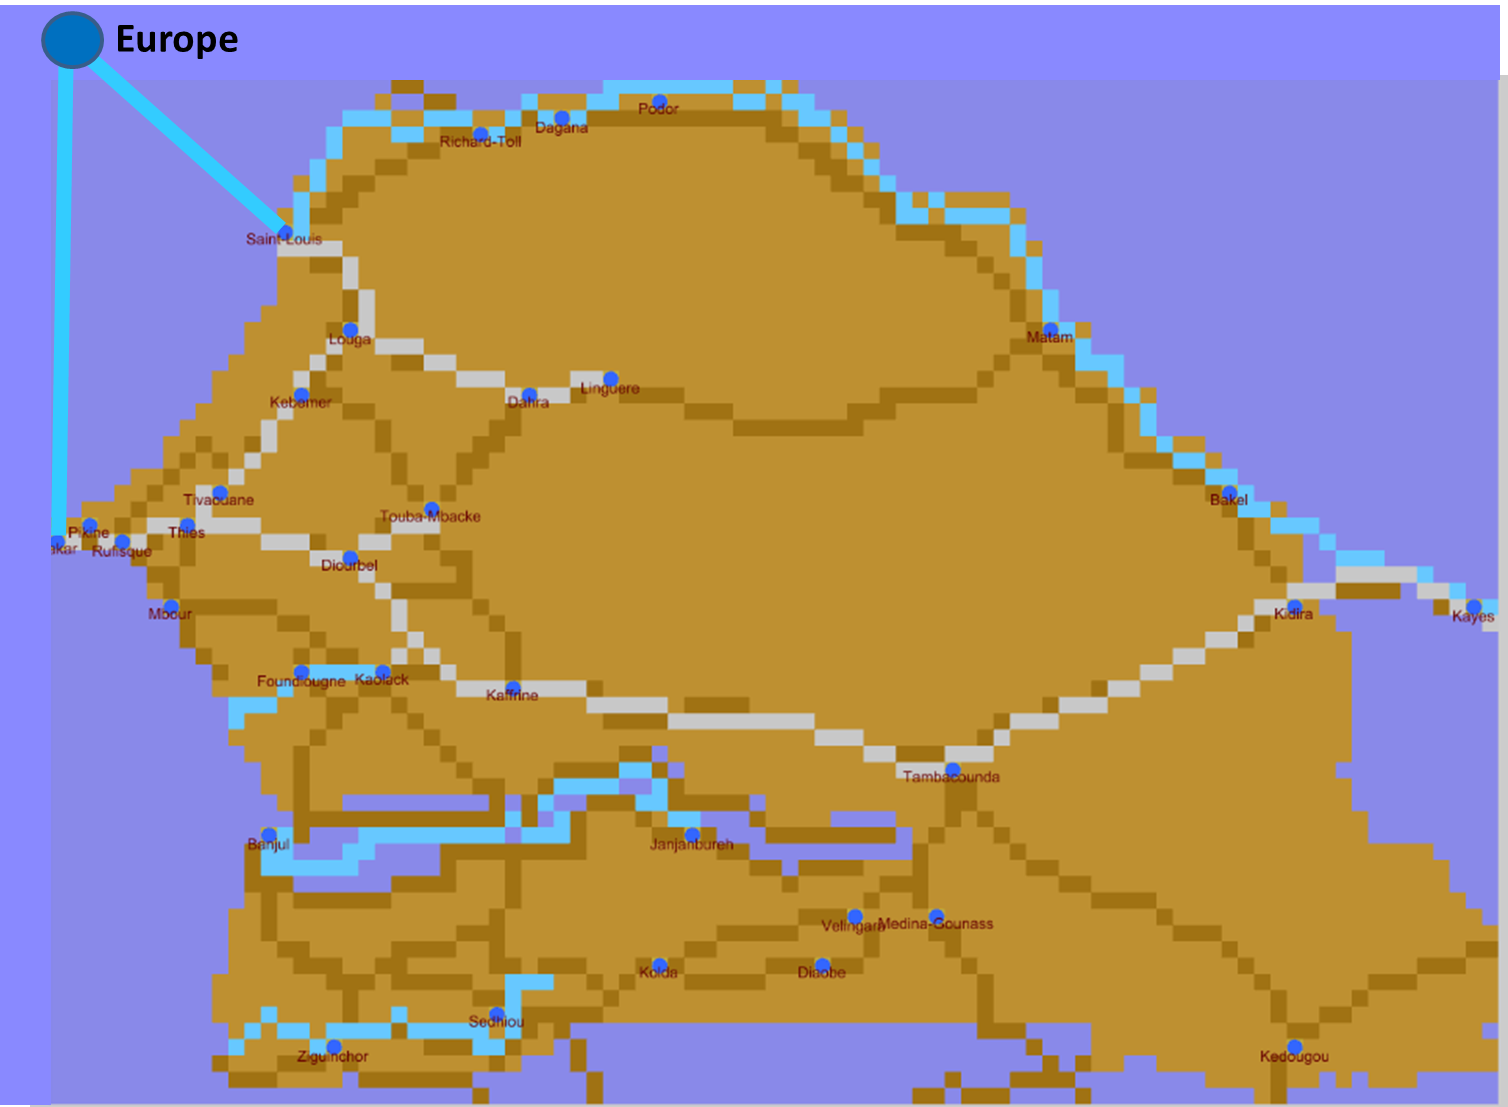 Europe
Podor
Dagana
Richard-Toll
Saint-Louis
Louga
Matam
Linguere
Kebemer
Dahra
Tivaouane
Bakel
Touba-Mbacke
Pikine
Thies
akar
Rufisque
Diourbel
Mbour
Kidira
Kayes
Foundiougne
Kaolack
Kaffrine
Tambacounda
Banjul
Janjanbureh
Velingara
Medina-Gounass
Kolda
Diaobe
Sedhiou
Ziguinchor
Kedougou